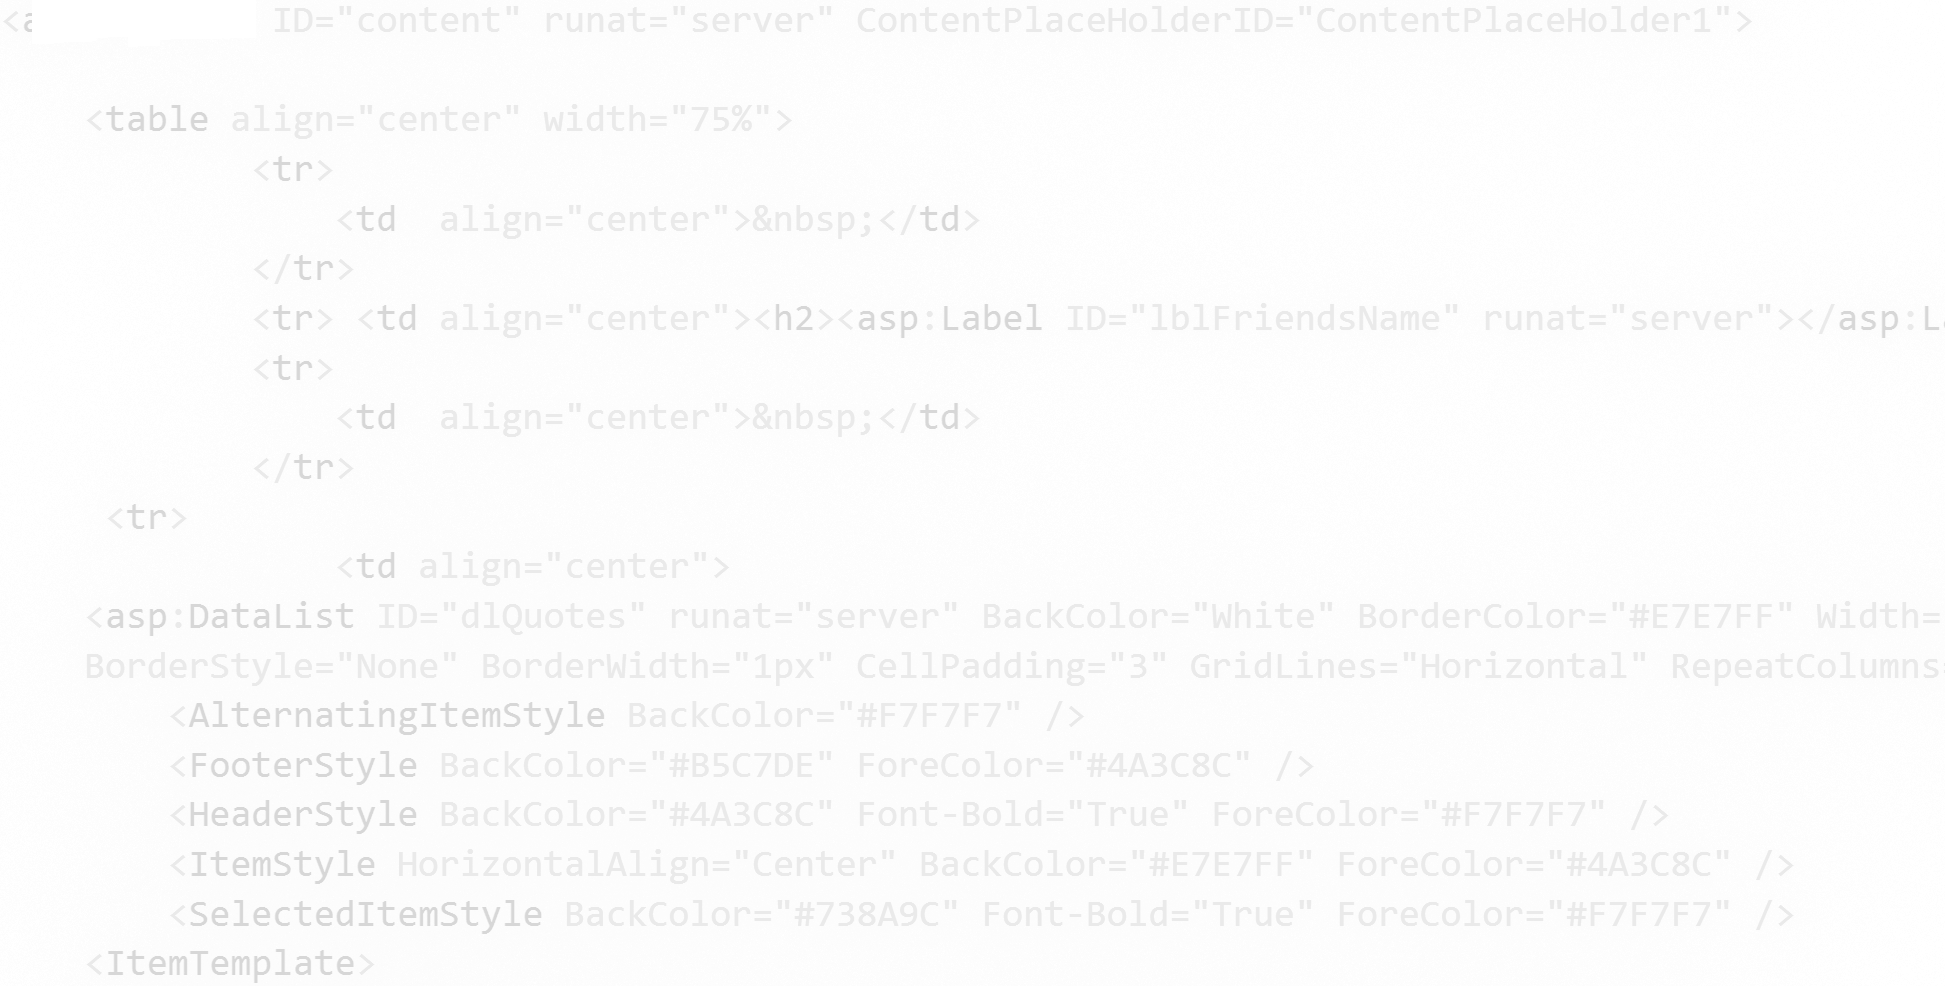 <a ID="content" runat="server" ContentPlaceHolderID="ContentPlaceHolder1">
<table align="center" width="75%">
<tr>
<td  align="center">&nbsp;</td>
</tr>
<tr> <td align="center"><h2><asp:Label ID="lblFriendsName" runat="server"></asp:L
<tr>
<td  align="center">&nbsp;</td>
</tr>
<tr>
<td align="center">
<asp:DataList ID="dlQuotes" runat="server" BackColor="White" BorderColor="#E7E7FF" Width=
BorderStyle="None" BorderWidth="1px" CellPadding="3" GridLines="Horizontal" RepeatColumns=
<AlternatingItemStyle BackColor="#F7F7F7" />
<FooterStyle BackColor="#B5C7DE" ForeColor="#4A3C8C" />
<HeaderStyle BackColor="#4A3C8C" Font-Bold="True" ForeColor="#F7F7F7" />
<ItemStyle HorizontalAlign="Center" BackColor="#E7E7FF" ForeColor="#4A3C8C" />
<SelectedItemStyle BackColor="#738A9C" Font-Bold="True" ForeColor="#F7F7F7" />
<ItemTemplate>